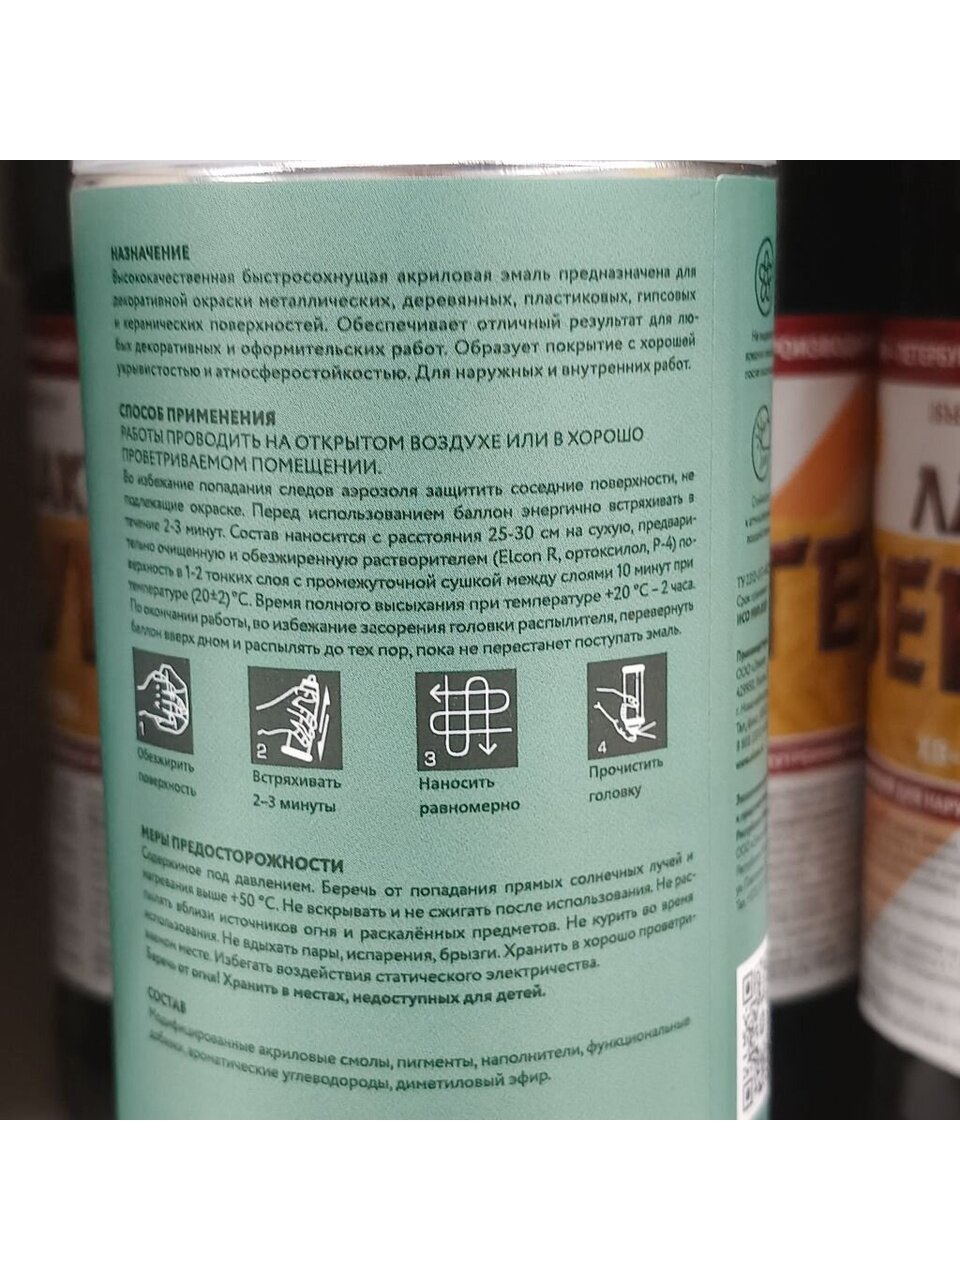 НАЗНАЧЕНИЕ
Высококачественная быстросохнущая акриловая эмаль предназначена для
декоративной окраски металлических, деревянных, пластиковых, гипсовых
и керамических поверхностей. Обеспечивает отличный результат для лю-
бых декоративных и оформительских работ. Образует покрытие с хорошей
укрывистостью и атмосферостойкостью. Для наружных и внутренних работ.
СПОСОБ ПРИМЕНЕНИЯ
РАБОТЫ ПРОВОДИТЬ НА ОТКРЫТОМ ВОЗДУХЕ ИЛИ В ХОРОШО
ПРОВЕТРИВАЕМОМ ПОМЕЩЕНИИ.
Во избежание попадания следов аэрозоля защитить соседние поверхности, не
подлежащие окраске. Перед использованием баллон энергично встряхивать в
течение 2-3 минут. Состав наносится с расстояния 25-30 см на сухую, предвари-
тельно очищенную и обезжиренную растворителем (Elcon R, ортоксилол, Р-4) по-
верхность в 1-2 тонких слоя с промежуточной сушкой между слоями 10 минут при
температуре (20±2) °С. Время полного высыхания при температуре +20 °С – 2 часа.
По окончании работы, во избежание засорения головки распылителя, перевернуть
баллон вверх дном и распылять до тех пор, пока не перестанет поступать эмаль.
1
Обезжирить
поверхность
2
Встряхивать
2–3 минуты
3
Наносить
равномерно
4
Прочистить
головку
МЕРЫ ПРЕДОСТОРОЖНОСТИ
Содержимое под давлением. Беречь от попадания прямых солнечных лучей и
нагревания выше +50 °С. Не вскрывать и не сжигать после использования. Не рас-
пылять вблизи источников огня и раскалённых предметов. Не курить во время
использования. Не вдыхать пары, испарения, брызги. Хранить в хорошо проветри-
ваемом месте. Избегать воздействия статического электричества.
Беречь от огня! Хранить в местах, недоступных для детей.
СОСТАВ
Модифицированные акриловые смолы, пигменты, наполнители, функциональные
добавки, ароматические углеводороды, диметиловый эфир.